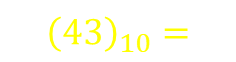 (43)₁₀ =